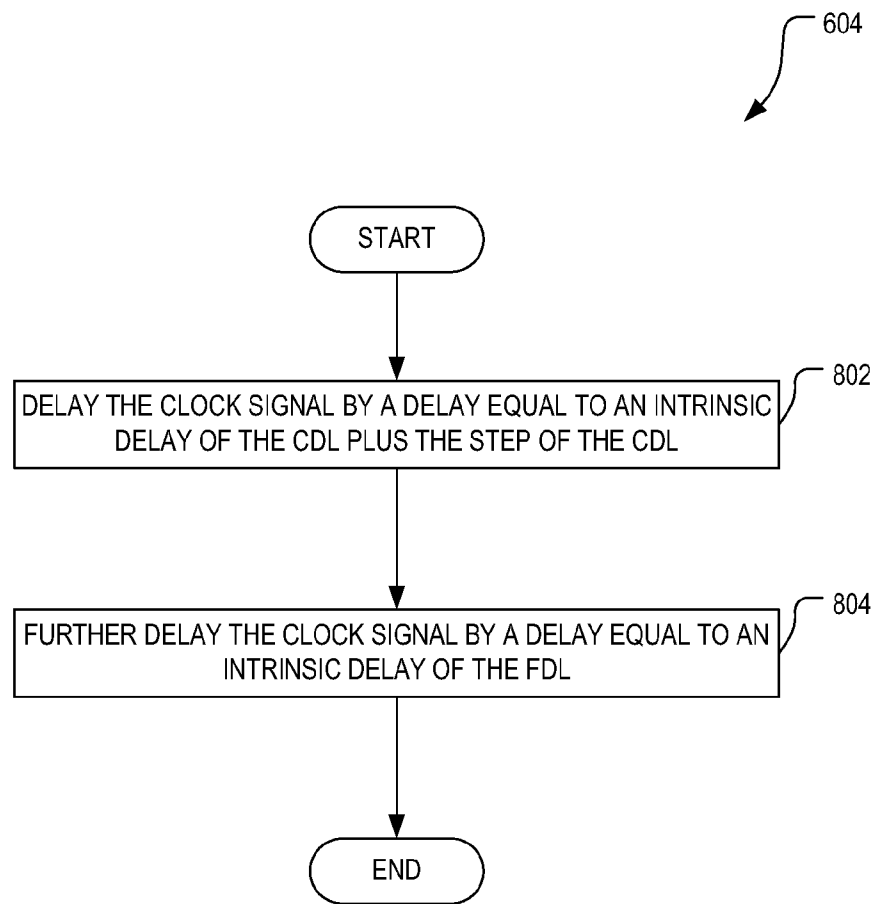 604
START
802
DELAY THE CLOCK SIGNAL BY A DELAY EQUAL TO AN INTRINSIC
DELAY OF THE CDL PLUS THE STEP OF THE CDL
804
FURTHER DELAY THE CLOCK SIGNAL BY A DELAY EQUAL TO AN
INTRINSIC DELAY OF THE FDL
END